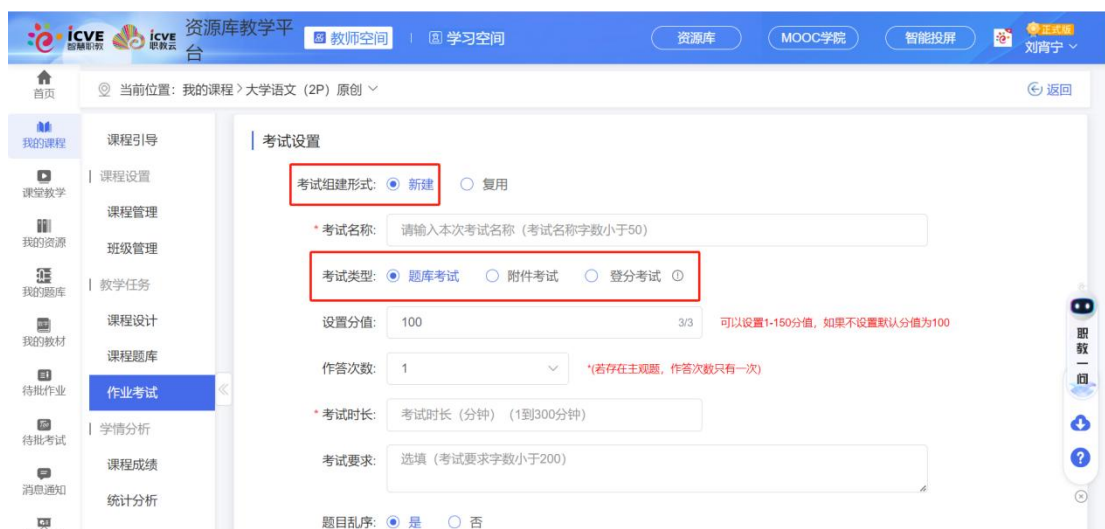 icve 智慧职教 icve 职教云 资源库教学平台 教师空间 学习空间 资源库 MOOC学院 智能投屏 正式版 刘宵宁
首页
当前位置：我的课程 > 大学语文（2P）原创
返回
我的课程
课堂教学
我的资源
我的题库
我的教材
待批作业
待批考试
消息通知
课程引导
课程设置
课程管理
班级管理
教学任务
课程设计
课程题库
作业考试
学情分析
课程成绩
统计分析
考试设置
考试组建形式: 新建 复用
* 考试名称: 请输入本次考试名称（考试名称字数小于50）
考试类型: 题库考试 附件考试 登分考试
设置分值: 100 3/3 可以设置1-150分值，如果不设置默认分值为100
作答次数: 1 *(若存在主观题，作答次数只有一次)
* 考试时长: 考试时长（分钟）（1到300分钟）
考试要求: 选填（考试要求字数小于200）
题目乱序: 是 否
职教一问